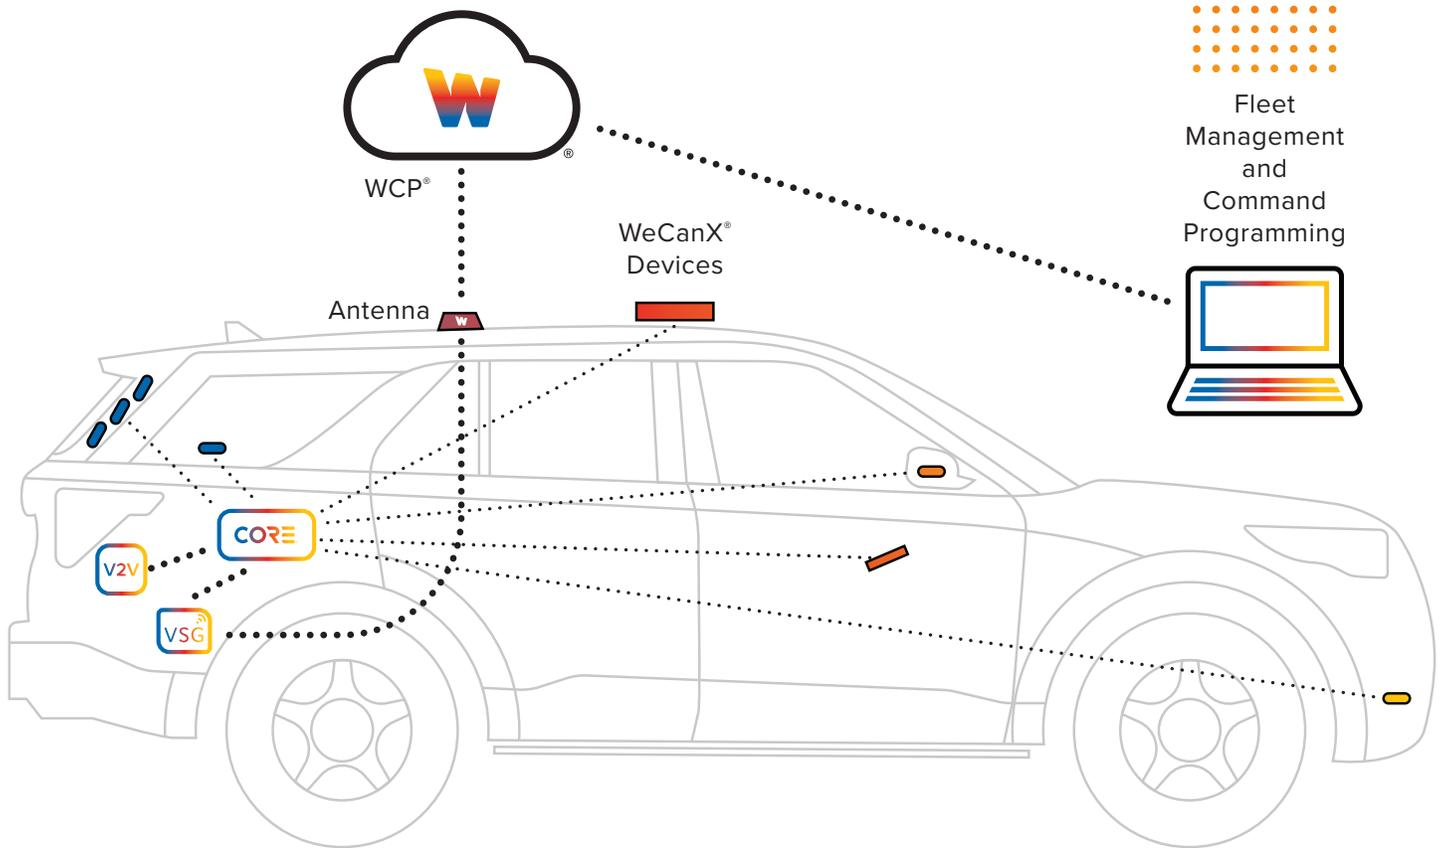 W
®
WCP®
Fleet
Management
and
Command
Programming
WeCanX®
Devices
Antenna
W
CORE
V2V
VSG